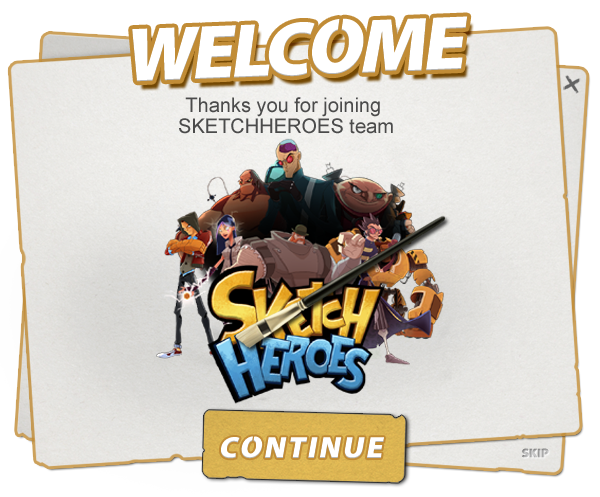 WELCOME
Thanks you for joining
SKETCHHEROES team
SKETCH
HEROES
CONTINUE
SKIP